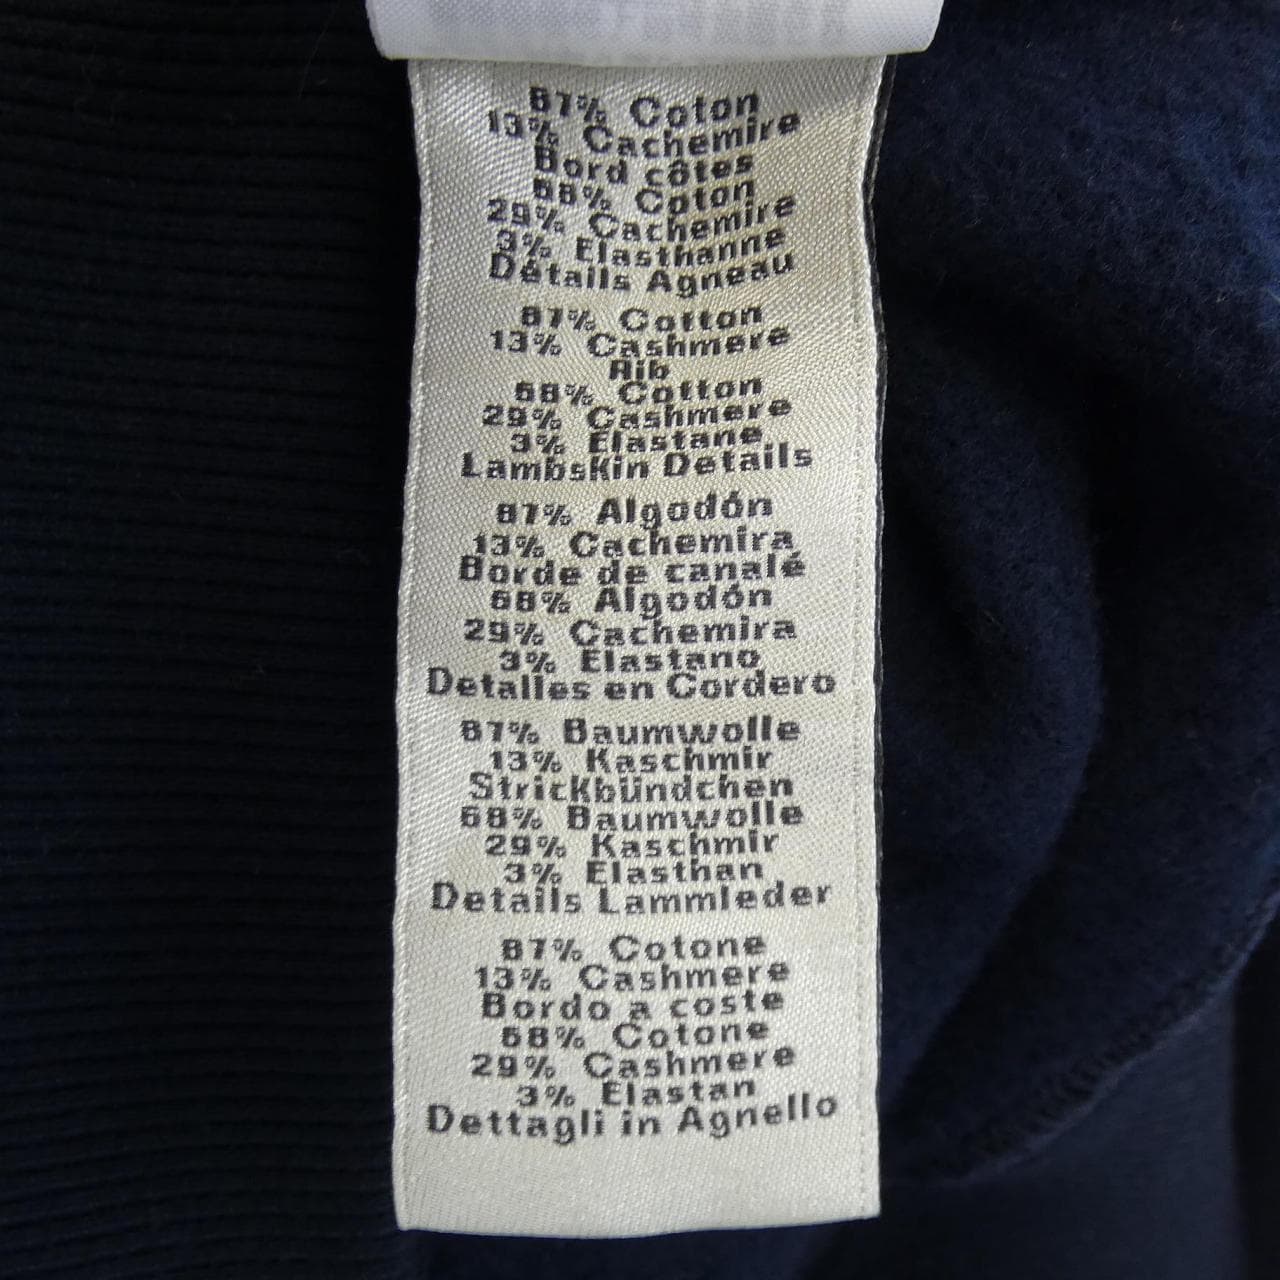 87% Coton
13% Cachemire
Bord côtes
68% Coton
29% Cachemire
3% Elasthanne
Détails Agneau
87% Cotton
13% Cashmere
Rib
68% Cotton
29% Cashmere
3% Elastane
Lambskin Details
87% Algodón
13% Cachemira
Borde de canalé
68% Algodón
29% Cachemira
3% Elastano
Detalles en Cordero
87% Baumwolle
13% Kaschmir
Strickbündchen
68% Baumwolle
29% Kaschmir
3% Elasthan
Details Lammleder
87% Cotone
13% Cashmere
Bordo a coste
68% Cotone
29% Cashmere
3% Elastan
Dettagli in Agnello